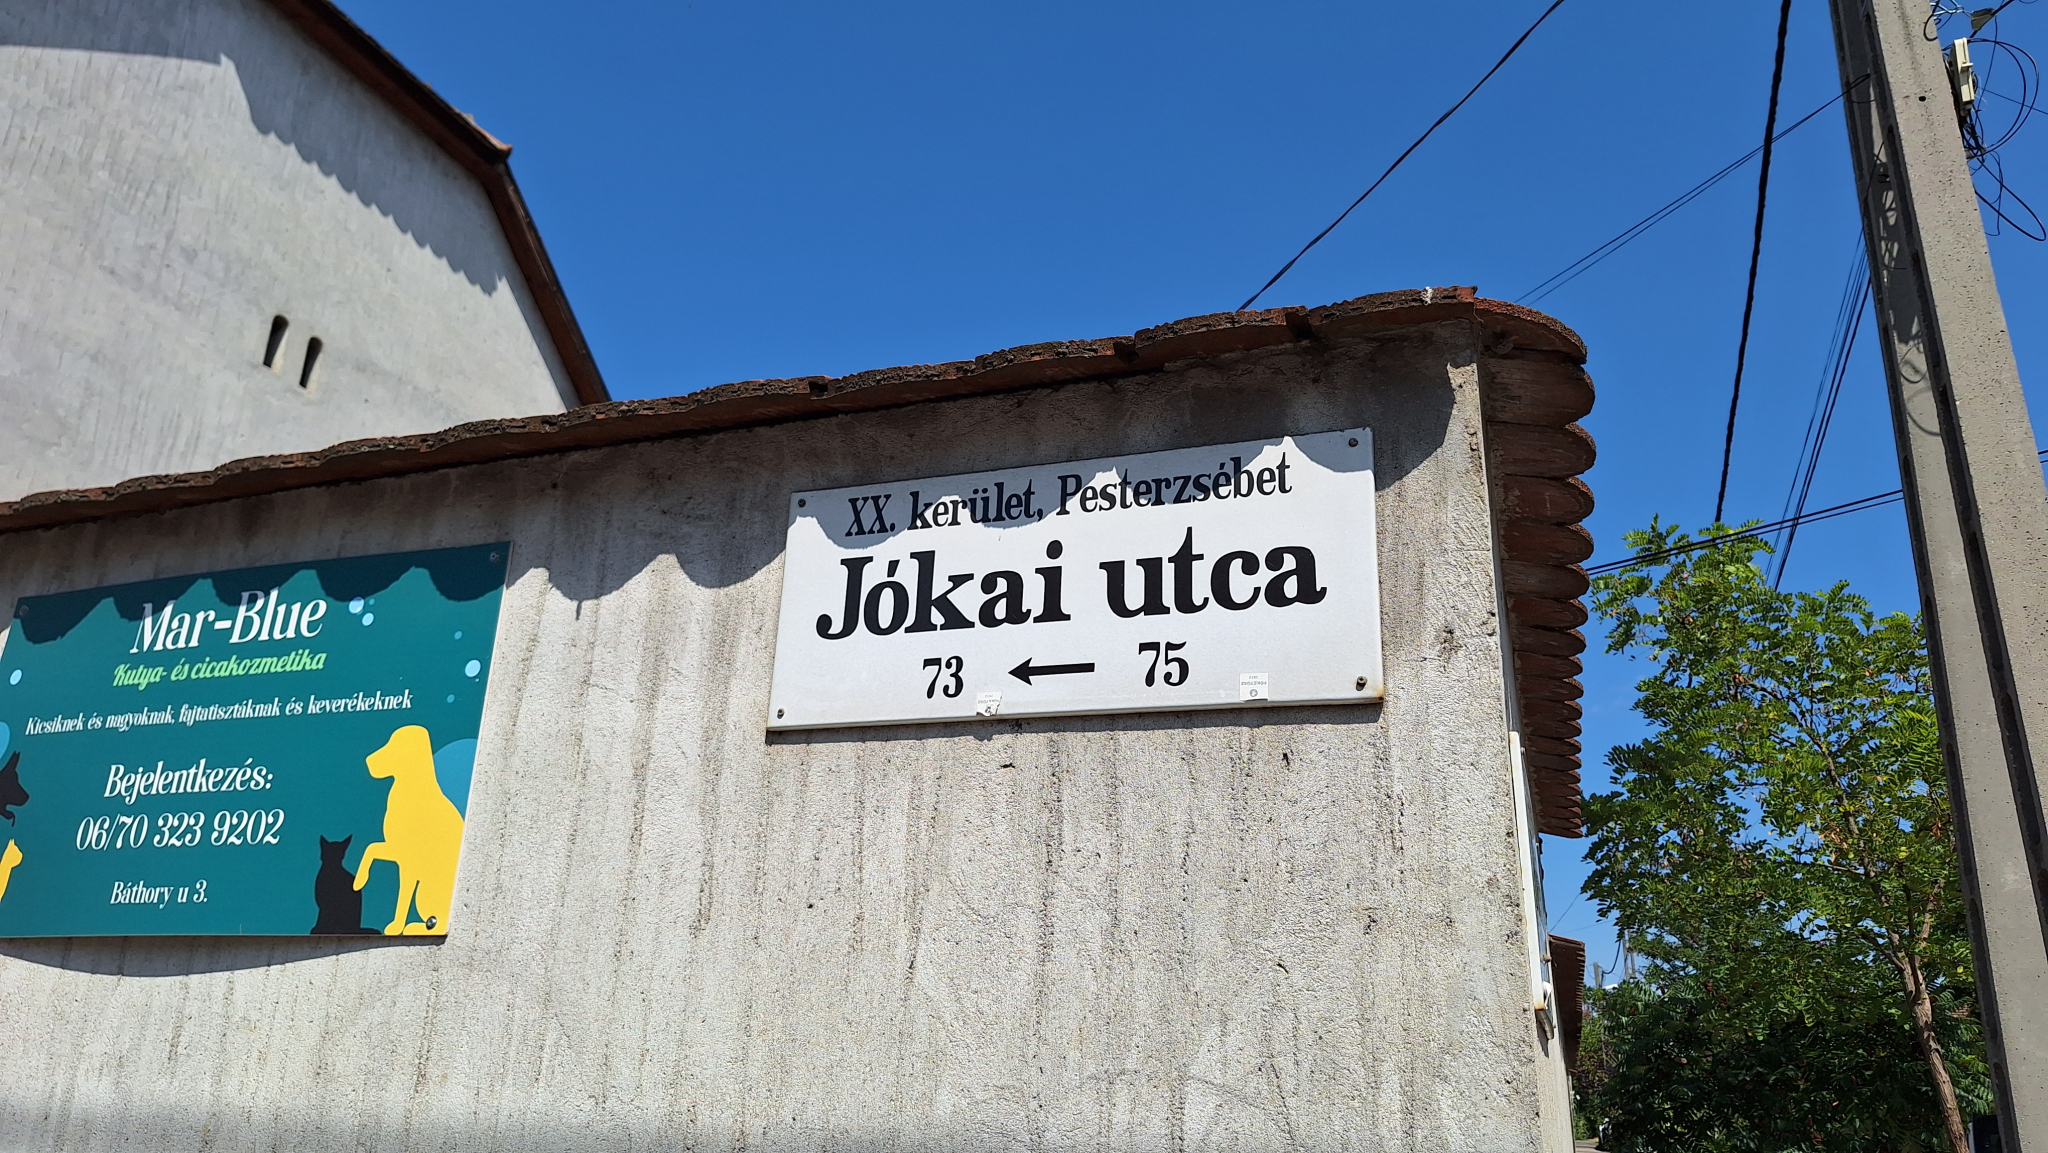 Mar-Blue
Kutya- és cicakozmetika
Kicsiknek és nagyoknak, fajtatisztáknak és keverékeknek
Bejelentkezés:
06/70 323 9202
Báthory u 3.
XX. kerület, Pesterzsébet
Jókai utca
73 ← 75